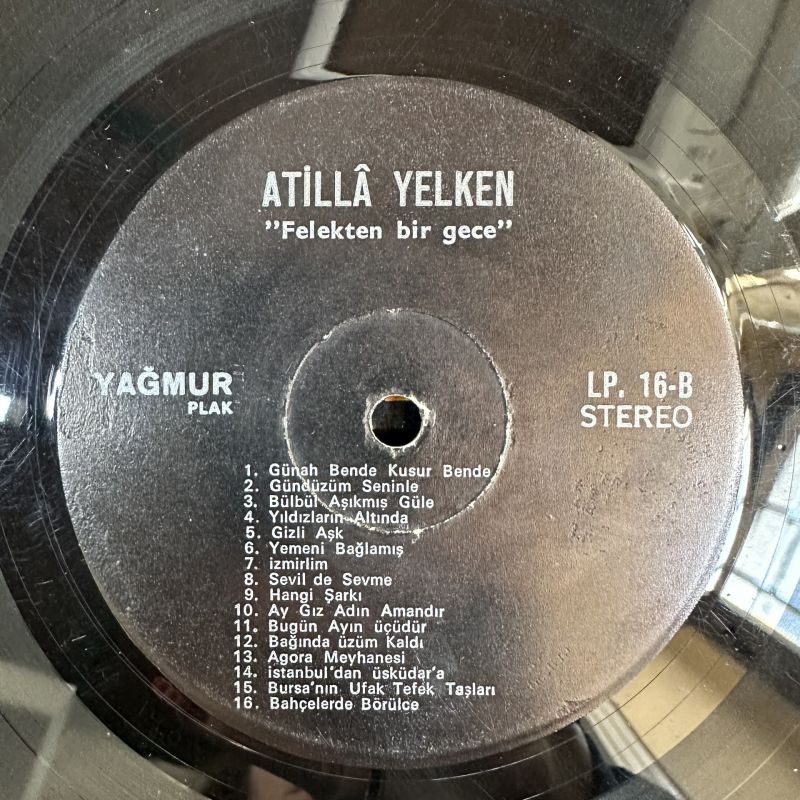 ATİLLÂ YELKEN
"Felekten bir gece"
YAĞMUR
PLAK
LP. 16-B
STEREO
1. Günah Bende Kusur Bende
2. Gündüzüm Seninle
3. Bülbül Aşıkmış Güle
4. Yıldızların Altında
5. Gizli Aşk
6. Yemeni Bağlamış
7. izmirlim
8. Sevil de Sevme
9. Hangi Şarkı
10. Ay Gız Adın Amandır
11. Bugün Ayın üçüdür
12. Bağında üzüm Kaldı
13. Agora Meyhanesi
14. istanbul'dan üsküdar'a
15. Bursa'nın Ufak Tefek Taşları
16. Bahçelerde Börülce